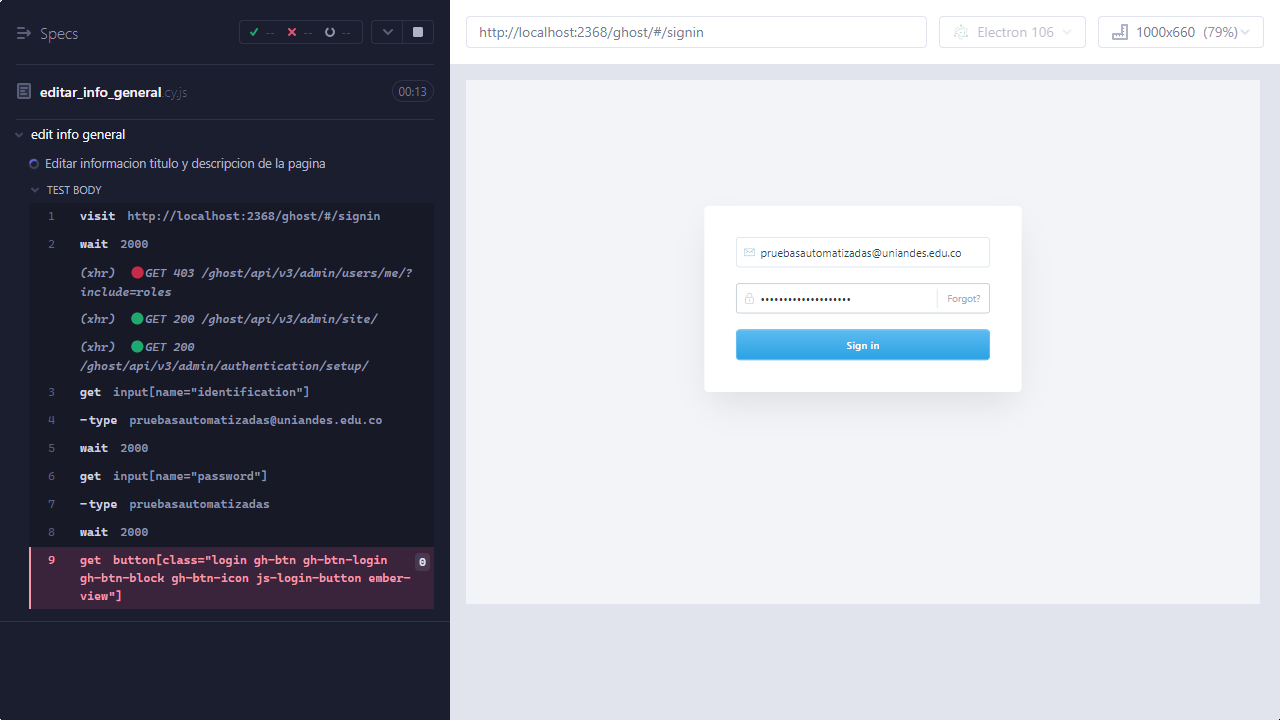 Specs
-- -- --
editar_info_general.cy.js
00:13
edit info general
Editar informacion titulo y descripcion de la pagina
TEST BODY
1 visit http://localhost:2368/ghost/#/signin
2 wait 2000
(xhr) GET 403 /ghost/api/v3/admin/users/me/?
include=roles
(xhr) GET 200 /ghost/api/v3/admin/site/
(xhr) GET 200
/ghost/api/v3/admin/authentication/setup/
3 get input[name="identification"]
4 -type pruebasautomatizadas@uniandes.edu.co
5 wait 2000
6 get input[name="password"]
7 -type pruebasautomatizadas
8 wait 2000
9 get button[class="login gh-btn gh-btn-login 0
gh-btn-block gh-btn-icon js-login-button ember-
view"]
http://localhost:2368/ghost/#/signin
Electron 106
1000x660 (79%)
pruebasautomatizadas@uniandes.edu.co
••••••••••••••••••••
Forgot?
Sign in